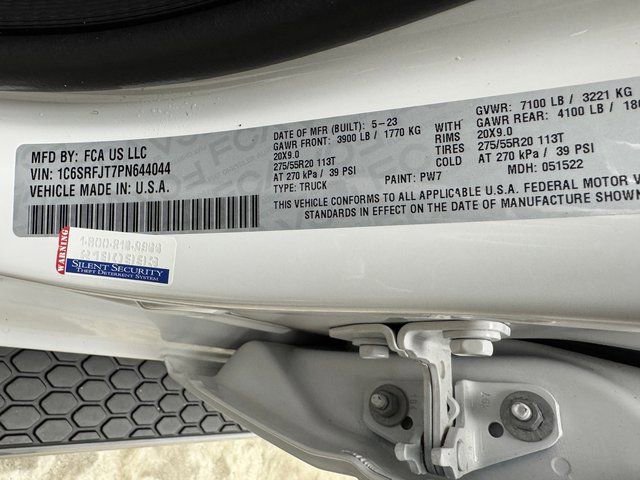 MFD BY: FCA US LLC
VIN: 1C6SRFJT7PN644044
VEHICLE MADE IN U.S.A.
DATE OF MFR (BUILT): 5-23
GAWR FRONT: 3900 LB / 1770 KG
20X9.0
275/55R20 113T
AT 270 kPa / 39 PSI
TYPE: TRUCK
PAINT: PW7
WITH
RIMS
TIRES
COLD
GVWR: 7100 LB / 3221 KG
GAWR REAR: 4100 LB /
20X9.0
275/55R20 113T
AT 270 kPa / 39 PSI
MDH: 051522
THIS VEHICLE CONFORMS TO ALL APPLICABLE U.S.A. FEDERAL MOTOR
STANDARDS IN EFFECT ON THE DATE OF MANUFACTURE SHOWN
WARNING
SILENT SECURITY
THEFT DETERRENT SYSTEM